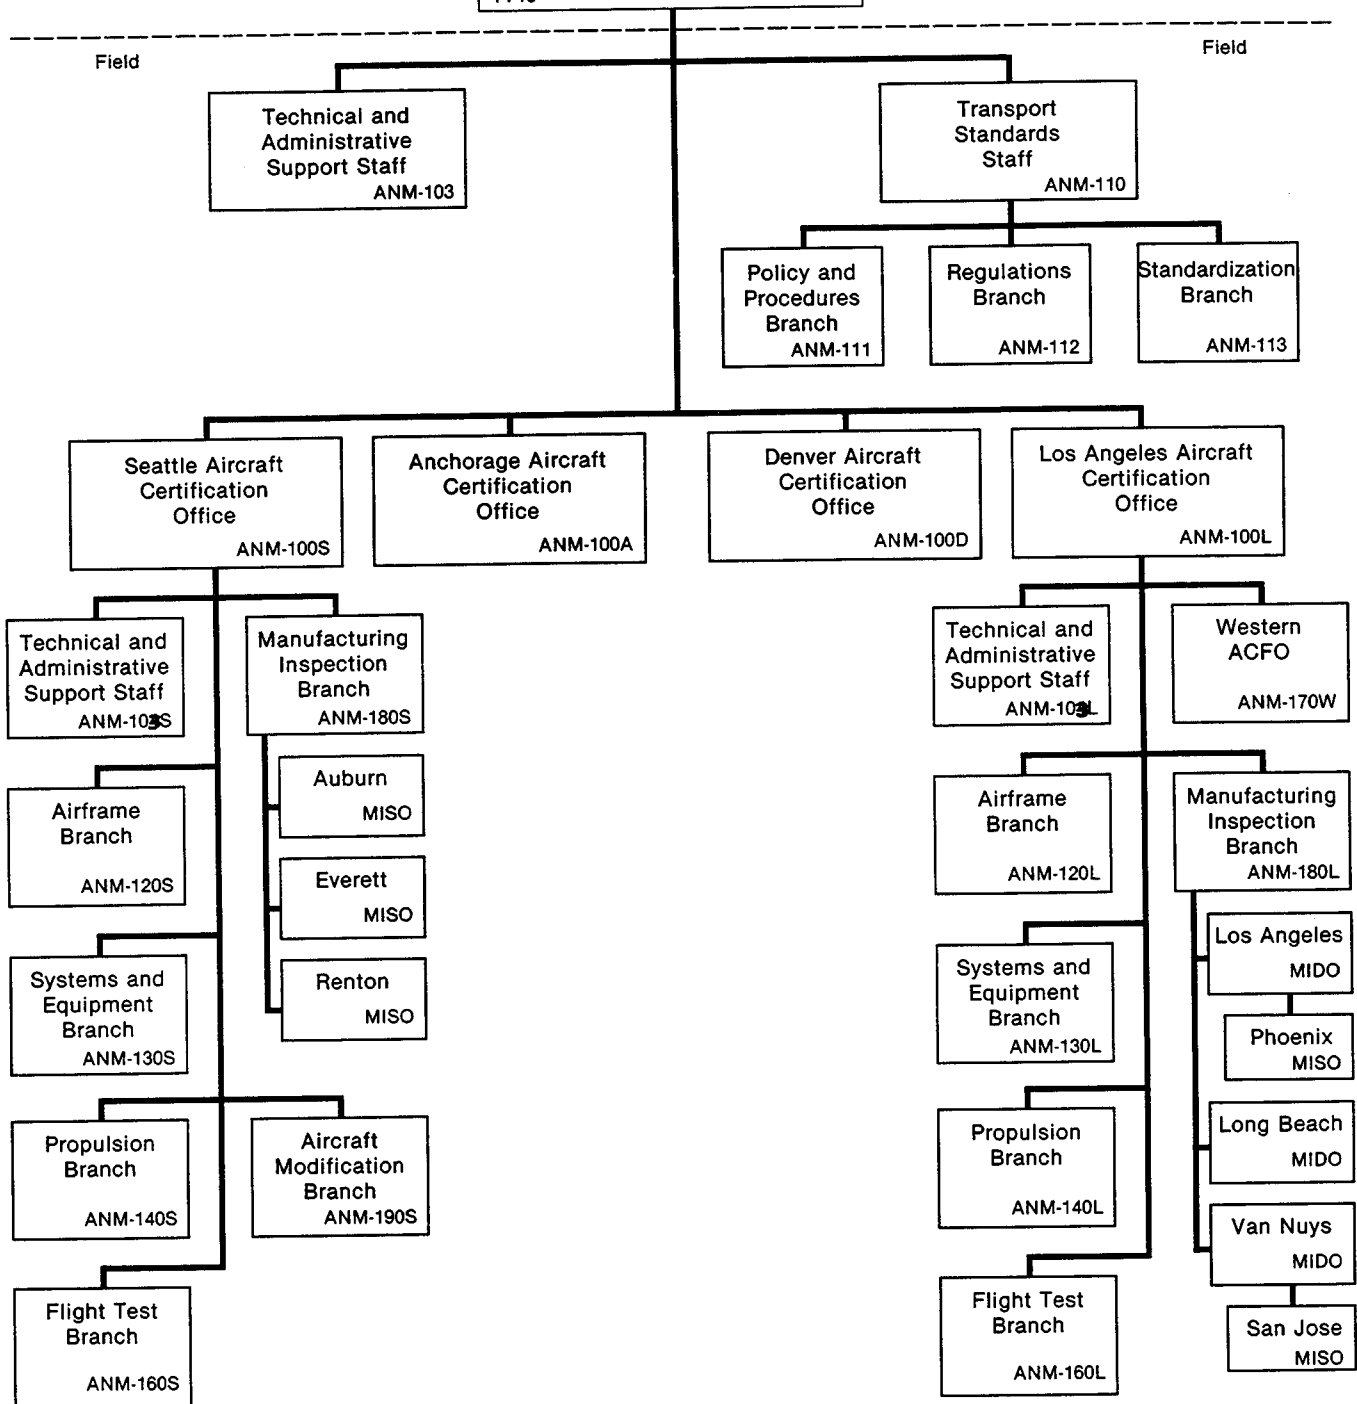 Field
Field
Technical and
Administrative
Support Staff
ANM-103
Transport
Standards
Staff
ANM-110
Policy and
Procedures
Branch
ANM-111
Regulations
Branch
ANM-112
Standardization
Branch
ANM-113
Seattle Aircraft
Certification
Office
ANM-100S
Anchorage Aircraft
Certification
Office
ANM-100A
Denver Aircraft
Certification
Office
ANM-100D
Los Angeles Aircraft
Certification
Office
ANM-100L
Technical and
Administrative
Support Staff
ANM-103S
Manufacturing
Inspection
Branch
ANM-180S
Auburn
MISO
Everett
MISO
Renton
MISO
Airframe
Branch
ANM-120S
Systems and
Equipment
Branch
ANM-130S
Propulsion
Branch
ANM-140S
Aircraft
Modification
Branch
ANM-190S
Flight Test
Branch
ANM-160S
Technical and
Administrative
Support Staff
ANM-103L
Western
ACFO
ANM-170W
Airframe
Branch
ANM-120L
Manufacturing
Inspection
Branch
ANM-180L
Los Angeles
MIDO
Phoenix
MISO
Long Beach
MIDO
Van Nuys
MIDO
San Jose
MISO
Systems and
Equipment
Branch
ANM-130L
Propulsion
Branch
ANM-140L
Flight Test
Branch
ANM-160L